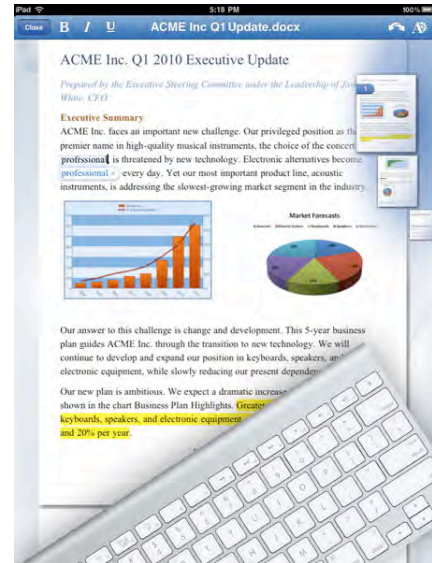 iPad 5:18 PM 100%
Close B I U ACME Inc Q1Update.docx
ACME Inc. Q1 2010 Executive Update
Prepared by the Executive Steering Committee under the Leadership of
White, CFO
1
Executive Summary
ACME Inc. faces an important new challenge. Our privileged position as
premier name in high-quality musical instruments, the choice of the concert
profrssional is threatened by new technology. Electronic alternatives become
professional × every day. Yet our most important product line, acoustic
instruments, is addressing the slowest-growing market segment in the industry.
Market Forecasts
Our answer to this challenge is change and development. This 5-year business
plan guides ACME Inc. through the transition to new technology. We will
continue to develop and expand our position in keyboards, speakers,
electronic equipment, while slowly reducing our present
Our new plan is ambitious. We expect a dramatic increase
shown in the chart Business Plan Highlights. Greater
keyboards, speakers, and electronic equipment
and 20% per year.